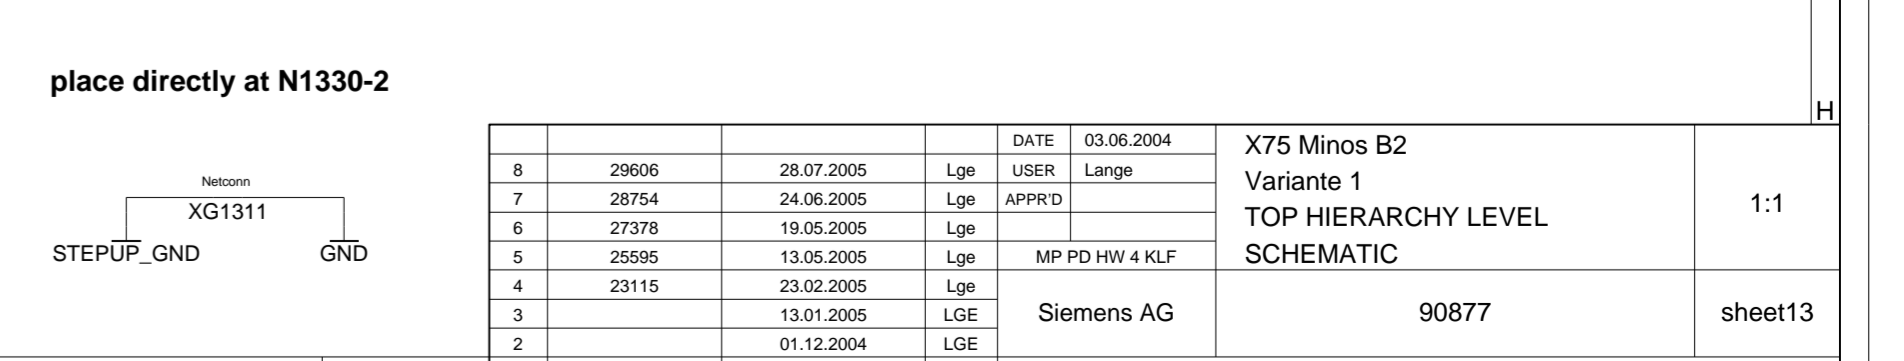 H
place directly at N1330-2
Netconn
XG1311
STEPUP_GND GND
DATE 03.06.2004
8 29606 28.07.2005 Lge USER Lange
7 28754 24.06.2005 Lge APPR'D
6 27378 19.05.2005 Lge
5 25595 13.05.2005 Lge MP PD HW 4 KLF
4 23115 23.02.2005 Lge
3 13.01.2005 LGE
2 01.12.2004 LGE
Siemens AG
X75 Minos B2
Variante 1
TOP HIERARCHY LEVEL
SCHEMATIC
1:1
90877
sheet13